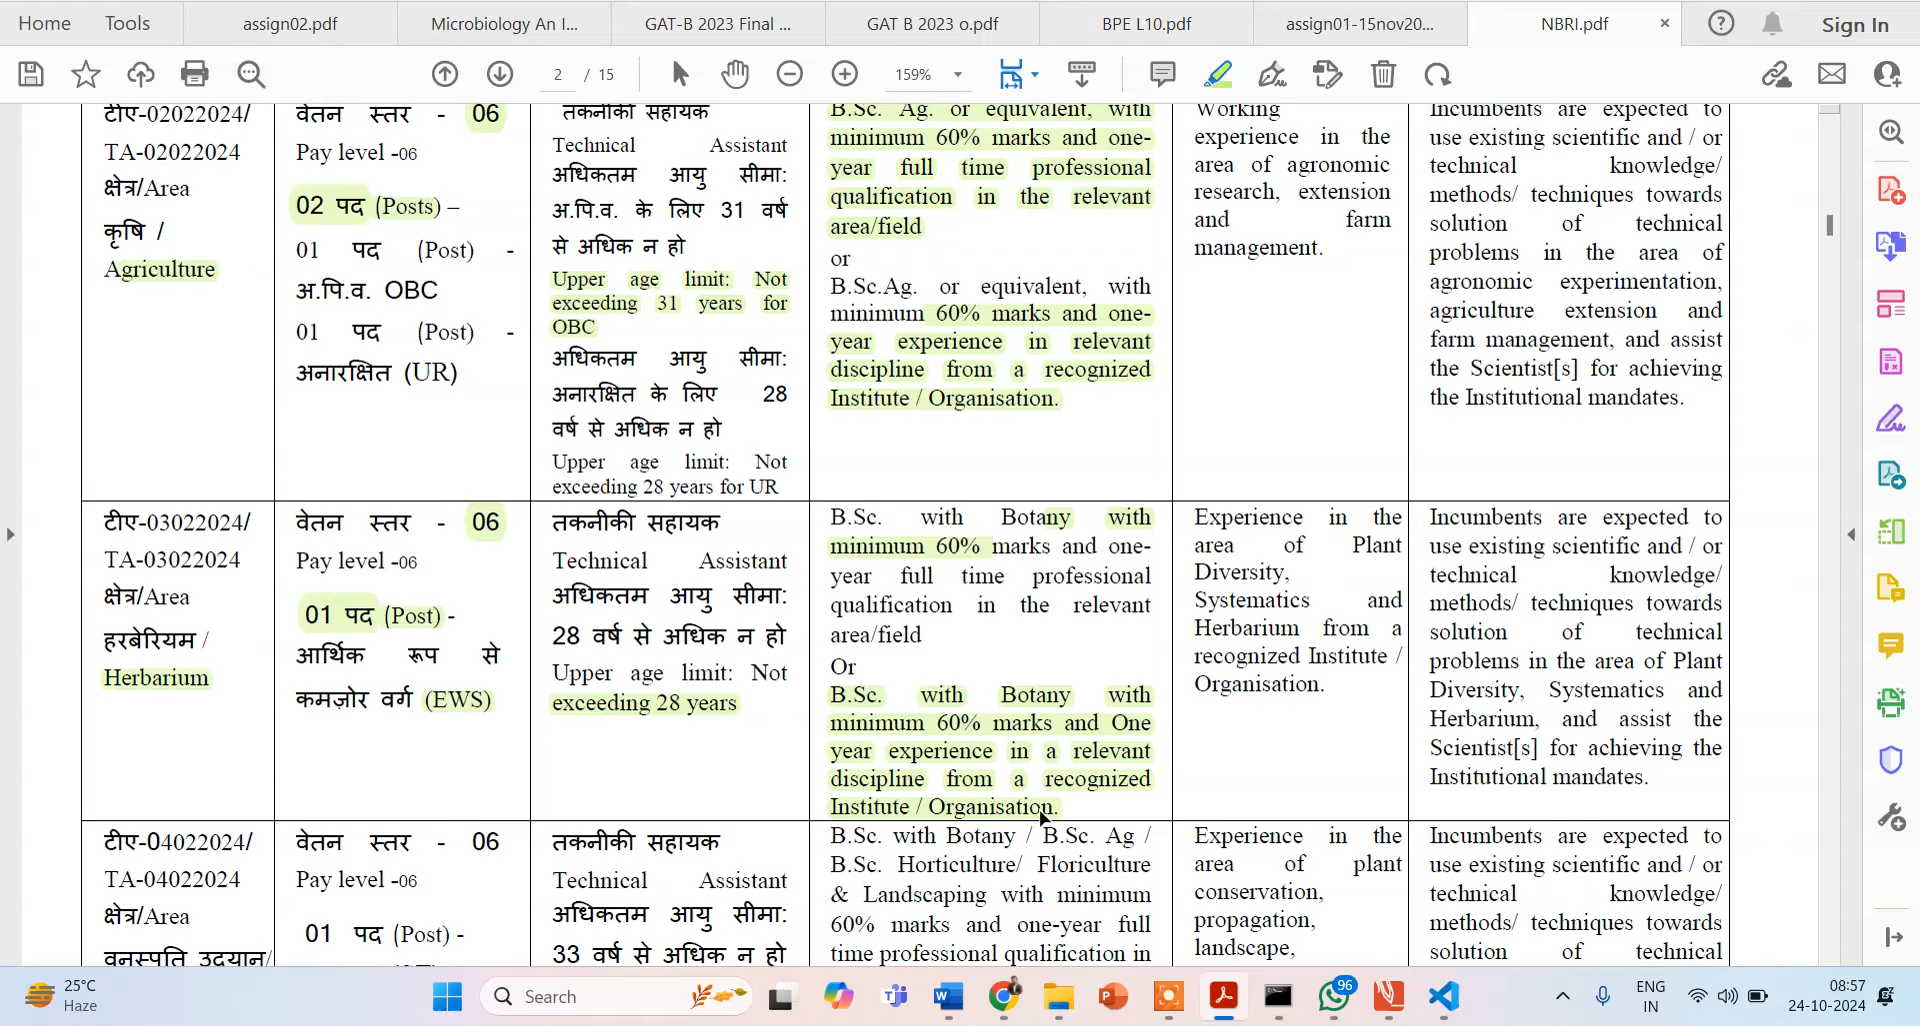 Home
Tools
assign02.pdf
Microbiology An I...
GAT-B 2023 Final ...
GAT B 2023 o.pdf
BPE L10.pdf
assign01-15nov20...
NBRI.pdf
×
?
Sign In
2 / 15
159%
टीए-02022024/
TA-02022024
क्षेत्र/Area
कृषि /
Agriculture
वेतन स्तर - 06
Pay level -06
02 पद (Posts) –
01 पद (Post) -
अ.पि.व. OBC
01 पद (Post) -
अनारक्षित (UR)
तकनीकी सहायक
Technical Assistant
अधिकतम आयु सीमा:
अ.पि.व. के लिए 31 वर्ष
से अधिक न हो
Upper age limit: Not
exceeding 31 years for
OBC
अधिकतम आयु सीमा:
अनारक्षित के लिए 28
वर्ष से अधिक न हो
Upper age limit: Not
exceeding 28 years for UR
B.Sc. Ag. or equivalent, with
minimum 60% marks and one-
year full time professional
qualification in the relevant
area/field
or
B.Sc.Ag. or equivalent, with
minimum 60% marks and one-
year experience in relevant
discipline from a recognized
Institute / Organisation.
Working
experience in the
area of agronomic
research, extension
and farm
management.
Incumbents are expected to
use existing scientific and / or
technical knowledge/
methods/ techniques towards
solution of technical
problems in the area of
agronomic experimentation,
agriculture extension and
farm management, and assist
the Scientist[s] for achieving
the Institutional mandates.
टीए-03022024/
TA-03022024
क्षेत्र/Area
हरबेरियम /
Herbarium
वेतन स्तर - 06
Pay level -06
01 पद (Post) -
आर्थिक रूप से
कमज़ोर वर्ग (EWS)
तकनीकी सहायक
Technical Assistant
अधिकतम आयु सीमा:
28 वर्ष से अधिक न हो
Upper age limit: Not
exceeding 28 years
B.Sc. with Botany with
minimum 60% marks and one-
year full time professional
qualification in the relevant
area/field
Or
B.Sc. with Botany with
minimum 60% marks and One
year experience in a relevant
discipline from a recognized
Institute / Organisation.
Experience in the
area of Plant
Diversity,
Systematics and
Herbarium from a
recognized Institute /
Organisation.
Incumbents are expected to
use existing scientific and / or
technical knowledge/
methods/ techniques towards
solution of technical
problems in the area of Plant
Diversity, Systematics and
Herbarium, and assist the
Scientist[s] for achieving the
Institutional mandates.
टीए-04022024/
TA-04022024
क्षेत्र/Area
वनस्पति उदयान/
वेतन स्तर - 06
Pay level -06
01 पद (Post) -
तकनीकी सहायक
Technical Assistant
अधिकतम आयु सीमा:
33 वर्ष से अधिक न हो
B.Sc. with Botany / B.Sc. Ag /
B.Sc. Horticulture/ Floriculture
& Landscaping with minimum
60% marks and one-year full
time professional qualification in
Experience in the
area of plant
conservation,
propagation,
landscape,
Incumbents are expected to
use existing scientific and / or
technical knowledge/
methods/ techniques towards
solution of technical
25°C
Haze
Search
96
ENG
IN
08:57
24-10-2024